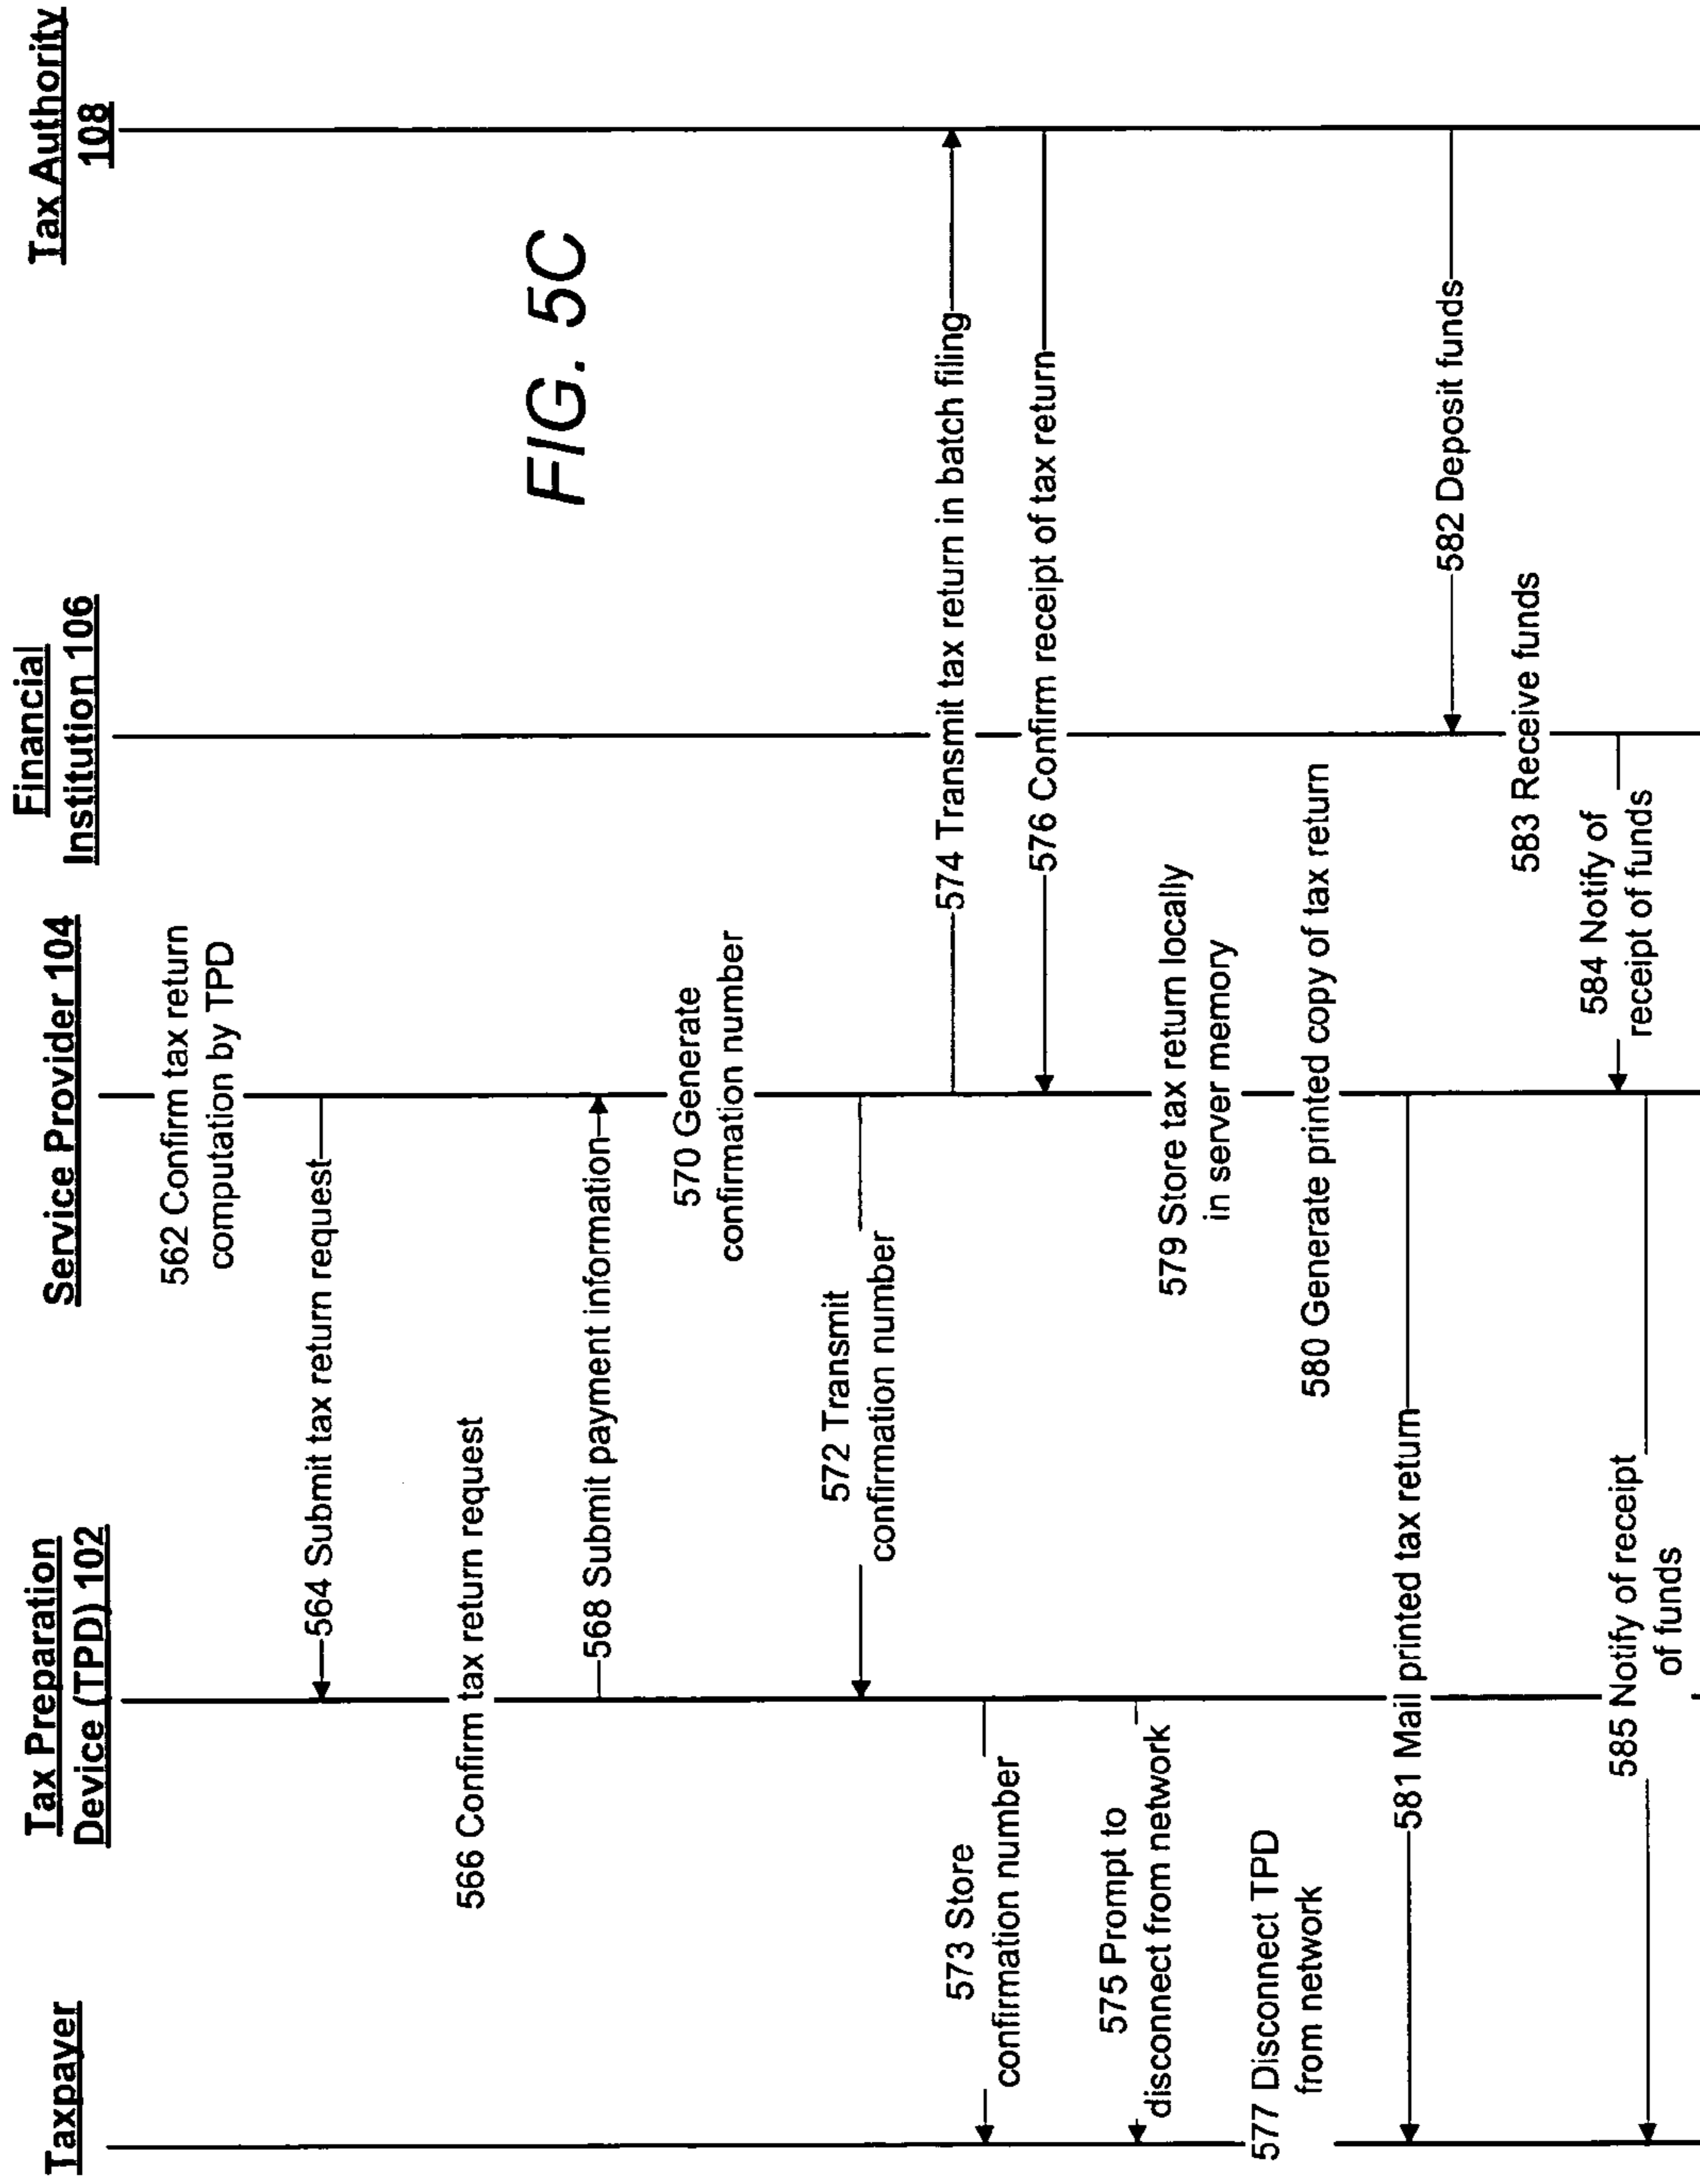 Taxpayer
Tax Preparation
Device (TPD) 102
Service Provider 104
Financial
Institution 106
Tax Authority
108
562 Confirm tax return
computation by TPD
564 Submit tax return request
566 Confirm tax return request
FIG. 5C
568 Submit payment information
570 Generate
confirmation number
572 Transmit
confirmation number
573 Store
confirmation number
574 Transmit tax return in batch filing
576 Confirm receipt of tax return
575 Prompt to
disconnect from network
579 Store tax return locally
in server memory
577 Disconnect TPD
from network
580 Generate printed copy of tax return
581 Mail printed tax return
582 Deposit funds
583 Receive funds
584 Notify of
receipt of funds
585 Notify of receipt
of funds